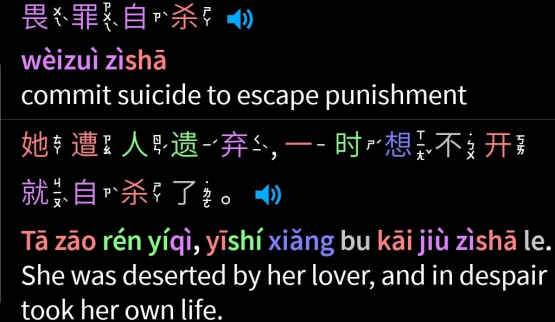 畏ㄨㄟˋ罪ㄗㄨㄟˋ自ㄗˋ杀ㄕㄚ
wèizuì zìshā
commit suicide to escape punishment
她ㄊㄚ遭ㄗㄠ人ㄖㄣˊ遗ㄧˊ弃ㄑㄧˋ, 一ㄧ时ㄕˊ想ㄒㄧㄤˇ不˙ㄅㄨ开ㄎㄞ
就ㄐㄧㄡˋ自ㄗˋ杀ㄕㄚ了˙ㄌㄜ。
Tā zāo rén yíqì, yīshí xiǎng bu kāi jiù zìshā le.
She was deserted by her lover, and in despair
took her own life.